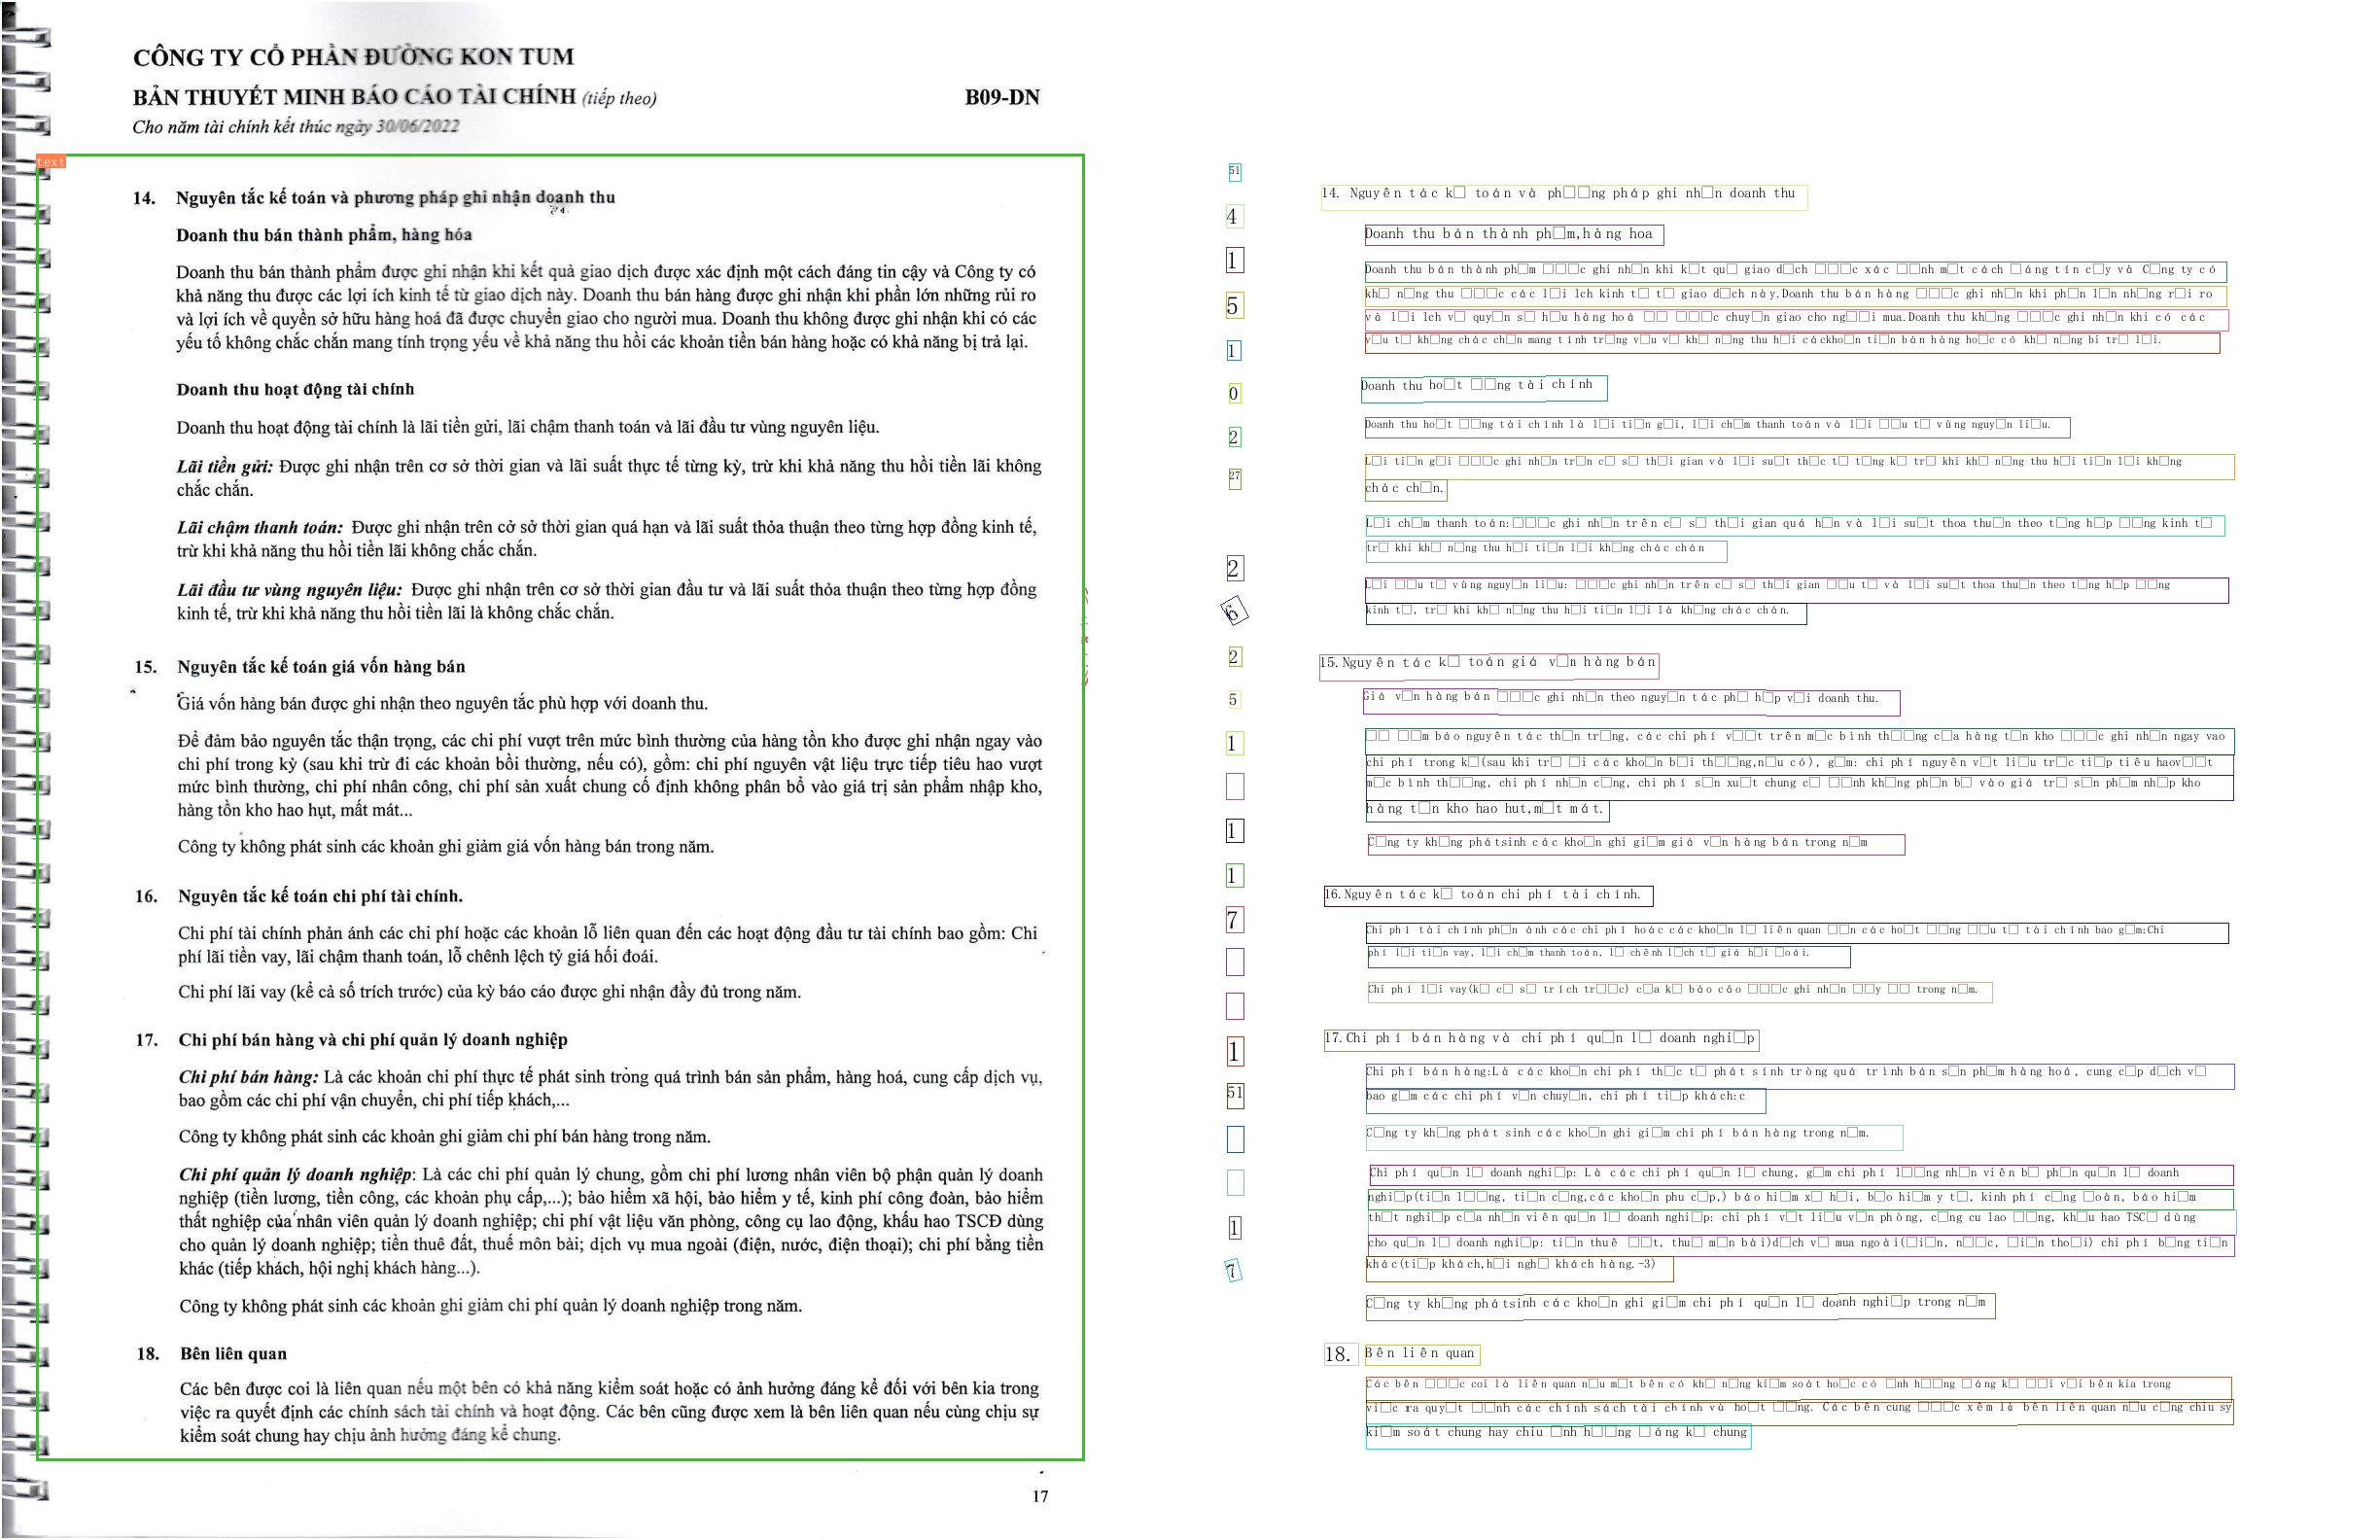 CÔNG TY CỔ PHẦN ĐƯỜNG KON TUM
BẢN THUYẾT MINH BÁO CÁO TÀI CHÍNH (tiếp theo) B09-DN
Cho năm tài chính kết thúc ngày 30/06/2022
text
14. Nguyên tắc kế toán và phương pháp ghi nhận doanh thu
Doanh thu bán thành phẩm, hàng hóa
Doanh thu bán thành phẩm được ghi nhận khi kết quả giao dịch được xác định một cách đáng tin cậy và Công ty có
khả năng thu được các lợi ích kinh tế từ giao dịch này. Doanh thu bán hàng được ghi nhận khi phần lớn những rủi ro
và lợi ích về quyền sở hữu hàng hoá đã được chuyển giao cho người mua. Doanh thu không được ghi nhận khi có các
yếu tố không chắc chắn mang tính trọng yếu về khả năng thu hồi các khoản tiền bán hàng hoặc có khả năng bị trả lại.
Doanh thu hoạt động tài chính
Doanh thu hoạt động tài chính là lãi tiền gửi, lãi chậm thanh toán và lãi đầu tư vùng nguyên liệu.
Lãi tiền gửi: Được ghi nhận trên cơ sở thời gian và lãi suất thực tế từng kỳ, trừ khi khả năng thu hồi tiền lãi không
chắc chắn.
Lãi chậm thanh toán: Được ghi nhận trên cở sở thời gian quá hạn và lãi suất thỏa thuận theo từng hợp đồng kinh tế,
trừ khi khả năng thu hồi tiền lãi không chắc chắn.
Lãi đầu tư vùng nguyên liệu: Được ghi nhận trên cơ sở thời gian đầu tư và lãi suất thỏa thuận theo từng hợp đồng
kinh tế, trừ khi khả năng thu hồi tiền lãi là không chắc chắn.
15. Nguyên tắc kế toán giá vốn hàng bán
Giá vốn hàng bán được ghi nhận theo nguyên tắc phù hợp với doanh thu.
Để đảm bảo nguyên tắc thận trọng, các chi phí vượt trên mức bình thường của hàng tồn kho được ghi nhận ngay vào
chi phí trong kỳ (sau khi trừ đi các khoản bồi thường, nếu có), gồm: chi phí nguyên vật liệu trực tiếp tiêu hao vượt
mức bình thường, chi phí nhân công, chi phí sản xuất chung cố định không phân bổ vào giá trị sản phẩm nhập kho,
hàng tồn kho hao hụt, mất mát...
Công ty không phát sinh các khoản ghi giảm giá vốn hàng bán trong năm.
16. Nguyên tắc kế toán chi phí tài chính.
Chi phí tài chính phản ánh các chi phí hoặc các khoản lỗ liên quan đến các hoạt động đầu tư tài chính bao gồm: Chi
phí lãi tiền vay, lãi chậm thanh toán, lỗ chênh lệch tỷ giá hối đoái.
Chi phí lãi vay (kể cả số trích trước) của kỳ báo cáo được ghi nhận đầy đủ trong năm.
17. Chi phí bán hàng và chi phí quản lý doanh nghiệp
Chi phí bán hàng: Là các khoản chi phí thực tế phát sinh trong quá trình bán sản phẩm, hàng hoá, cung cấp dịch vụ,
bao gồm các chi phí vận chuyển, chi phí tiếp khách,...
Công ty không phát sinh các khoản ghi giảm chi phí bán hàng trong năm.
Chi phí quản lý doanh nghiệp: Là các chi phí quản lý chung, gồm chi phí lương nhân viên bộ phận quản lý doanh
nghiệp (tiền lương, tiền công, các khoản phụ cấp,...); bảo hiểm xã hội, bảo hiểm y tế, kinh phí công đoàn, bảo hiểm
thất nghiệp của nhân viên quản lý doanh nghiệp; chi phí vật liệu văn phòng, công cụ lao động, khấu hao TSCĐ dùng
cho quản lý doanh nghiệp; tiền thuê đất, thuế môn bài; dịch vụ mua ngoài (điện, nước, điện thoại); chi phí bằng tiền
khác (tiếp khách, hội nghị khách hàng...).
Công ty không phát sinh các khoản ghi giảm chi phí quản lý doanh nghiệp trong năm.
18. Bên liên quan
Các bên được coi là liên quan nếu một bên có khả năng kiểm soát hoặc có ảnh hưởng đáng kể đối với bên kia trong
việc ra quyết định các chính sách tài chính và hoạt động. Các bên cũng được xem là bên liên quan nếu cùng chịu sự
kiểm soát chung hay chịu ảnh hưởng đáng kể chung.
17
51
4
1
5
1
0
2
27
2
6
2
5
1
1
1
7
1
51
1
7
14. Nguyên tác k□ toán và ph□□ng pháp ghi nh□n doanh thu
Doanh thu bán thành ph□m,hàng hoa
Doanh thu bán thành ph□m □□□c ghi nh□n khi k□t qu□ giao d□ch □□□c xác □□nh m□t cách □áng tín c□y và C□ng ty có
kh□ n□ng thu □□□c các l□i lch kinh t□ t□ giao d□ch này.Doanh thu bán hàng □□□c ghi nh□n khi ph□n l□n nh□ng r□i ro
và l□i lch v□ quy□n s□ h□u hàng hoá □□ □□□c chuy□n giao cho ng□□i mua.Doanh thu kh□ng □□□c ghi nh□n khi có các
v□u t□ kh□ng chác ch□n mang tính tr□ng v□u v□ kh□ n□ng thu h□i cáckho□n ti□n bán hàng ho□c có kh□ n□ng bi tr□ l□i.
Doanh thu ho□t □□ng tài chính
Doanh thu ho□t □□ng tài chính là l□i ti□n g□i, l□i ch□m thanh toán và l□i □□u t□ vùng nguy□n li□u.
L□i ti□n g□i □□□c ghi nh□n tr□n c□ s□ th□i gian và l□i su□t th□c t□ t□ng k□ tr□ khi kh□ n□ng thu h□i ti□n l□i kh□ng
chác ch□n.
L□i ch□m thanh toán:□□□c ghi nh□n trên c□ s□ th□i gian quá h□n và l□i su□t thoa thu□n theo t□ng h□p □□ng kinh t□
tr□ khi kh□ n□ng thu h□i ti□n l□i kh□ng chác chán
L□i □□u t□ vùng nguy□n li□u: □□□c ghi nh□n trên c□ s□ th□i gian □□u t□ và l□i su□t thoa thu□n theo t□ng h□p □□ng
kinh t□, tr□ khi kh□ n□ng thu h□i ti□n l□i là kh□ng chác chán.
15.Nguyên tác k□ toán giá v□n hàng bán
Giá v□n hàng bán □□□c ghi nh□n theo nguy□n tác ph□ h□p v□i doanh thu.
□□ □□m báo nguyên tác th□n tr□ng, các chi phí v□□t trên m□c bình th□□ng c□a hàng t□n kho □□□c ghi nh□n ngay vao
chi phí trong k□(sau khi tr□ □i các kho□n b□i th□□ng,n□u có), g□m: chi phí nguyên v□t li□u tr□c ti□p tiêu haov□□t
m□c bình th□□ng, chi phí nh□n c□ng, chi phí s□n xu□t chung c□ □□nh kh□ng ph□n b□ vào giá tr□ s□n ph□m nh□p kho
hàng t□n kho hao hut,m□t mát.
C□ng ty kh□ng phátsinh các kho□n ghi gi□m giá v□n hàng bán trong n□m
16.Nguyên tác k□ toán chi phí tài chính.
Chi phí tài chính ph□n ánh các chi phí hoác các kho□n l□ liên quan □□n các ho□t □□ng □□u t□ tài chính bao g□m:Chi
phí l□i ti□n vay, l□i ch□m thanh toán, l□ chênh l□ch t□ giá h□i □oái.
Chi phí l□i vay(k□ c□ s□ trích tr□□c) c□a k□ báo cáo □□□c ghi nh□n □□y □□ trong n□m.
17.Chi phí bán hàng và chi phí qu□n l□ doanh nghi□p
Chi phí bán hàng:Là các kho□n chi phí th□c t□ phát sính tròng quá trình bán s□n ph□m hàng hoá, cung c□p d□ch v□
bao g□m các chi phí v□n chuy□n, chi phí ti□p khách:c
C□ng ty kh□ng phát sinh các kho□n ghi gi□m chi phí bán hàng trong n□m.
Chi phí qu□n l□ doanh nghi□p: Là các chi phí qu□n l□ chung, g□m chi phí l□□ng nh□n viên b□ ph□n qu□n l□ doanh
nghi□p(ti□n l□□ng, ti□n c□ng,các kho□n phu c□p,) báo hi□m x□ h□i, b□o hi□m y t□, kinh phí c□ng □oàn, báo hi□m
th□t nghi□p c□a nh□n viên qu□n l□ doanh nghi□p: chi phí v□t li□u v□n phòng, c□ng cu lao □□ng, kh□u hao TSC□ dùng
cho qu□n l□ doanh nghi□p: ti□n thuê □□t, thu□ m□n bài)d□ch v□ mua ngoài(□i□n, n□□c, □i□n tho□i) chi phí b□ng ti□n
khác(ti□p khách,h□i ngh□ khách hàng.-3)
C□ng ty kh□ng phátsinh các kho□n ghi gi□m chi phí qu□n l□ doanh nghi□p trong n□m
18. Bên liên quan
Các bên □□□c coi là liên quan n□u m□t bên có kh□ n□ng ki□m soát ho□c có □nh h□□ng □áng k□ □□i v□i bên kia trong
vi□c ra quy□t □□nh các chính sách tài chính và ho□t □□ng. Các bên cung □□□c xêm lá bên liên quan n□u c□ng chiu sy
ki□m soát chung hay chiu □nh h□□ng □áng k□ chung